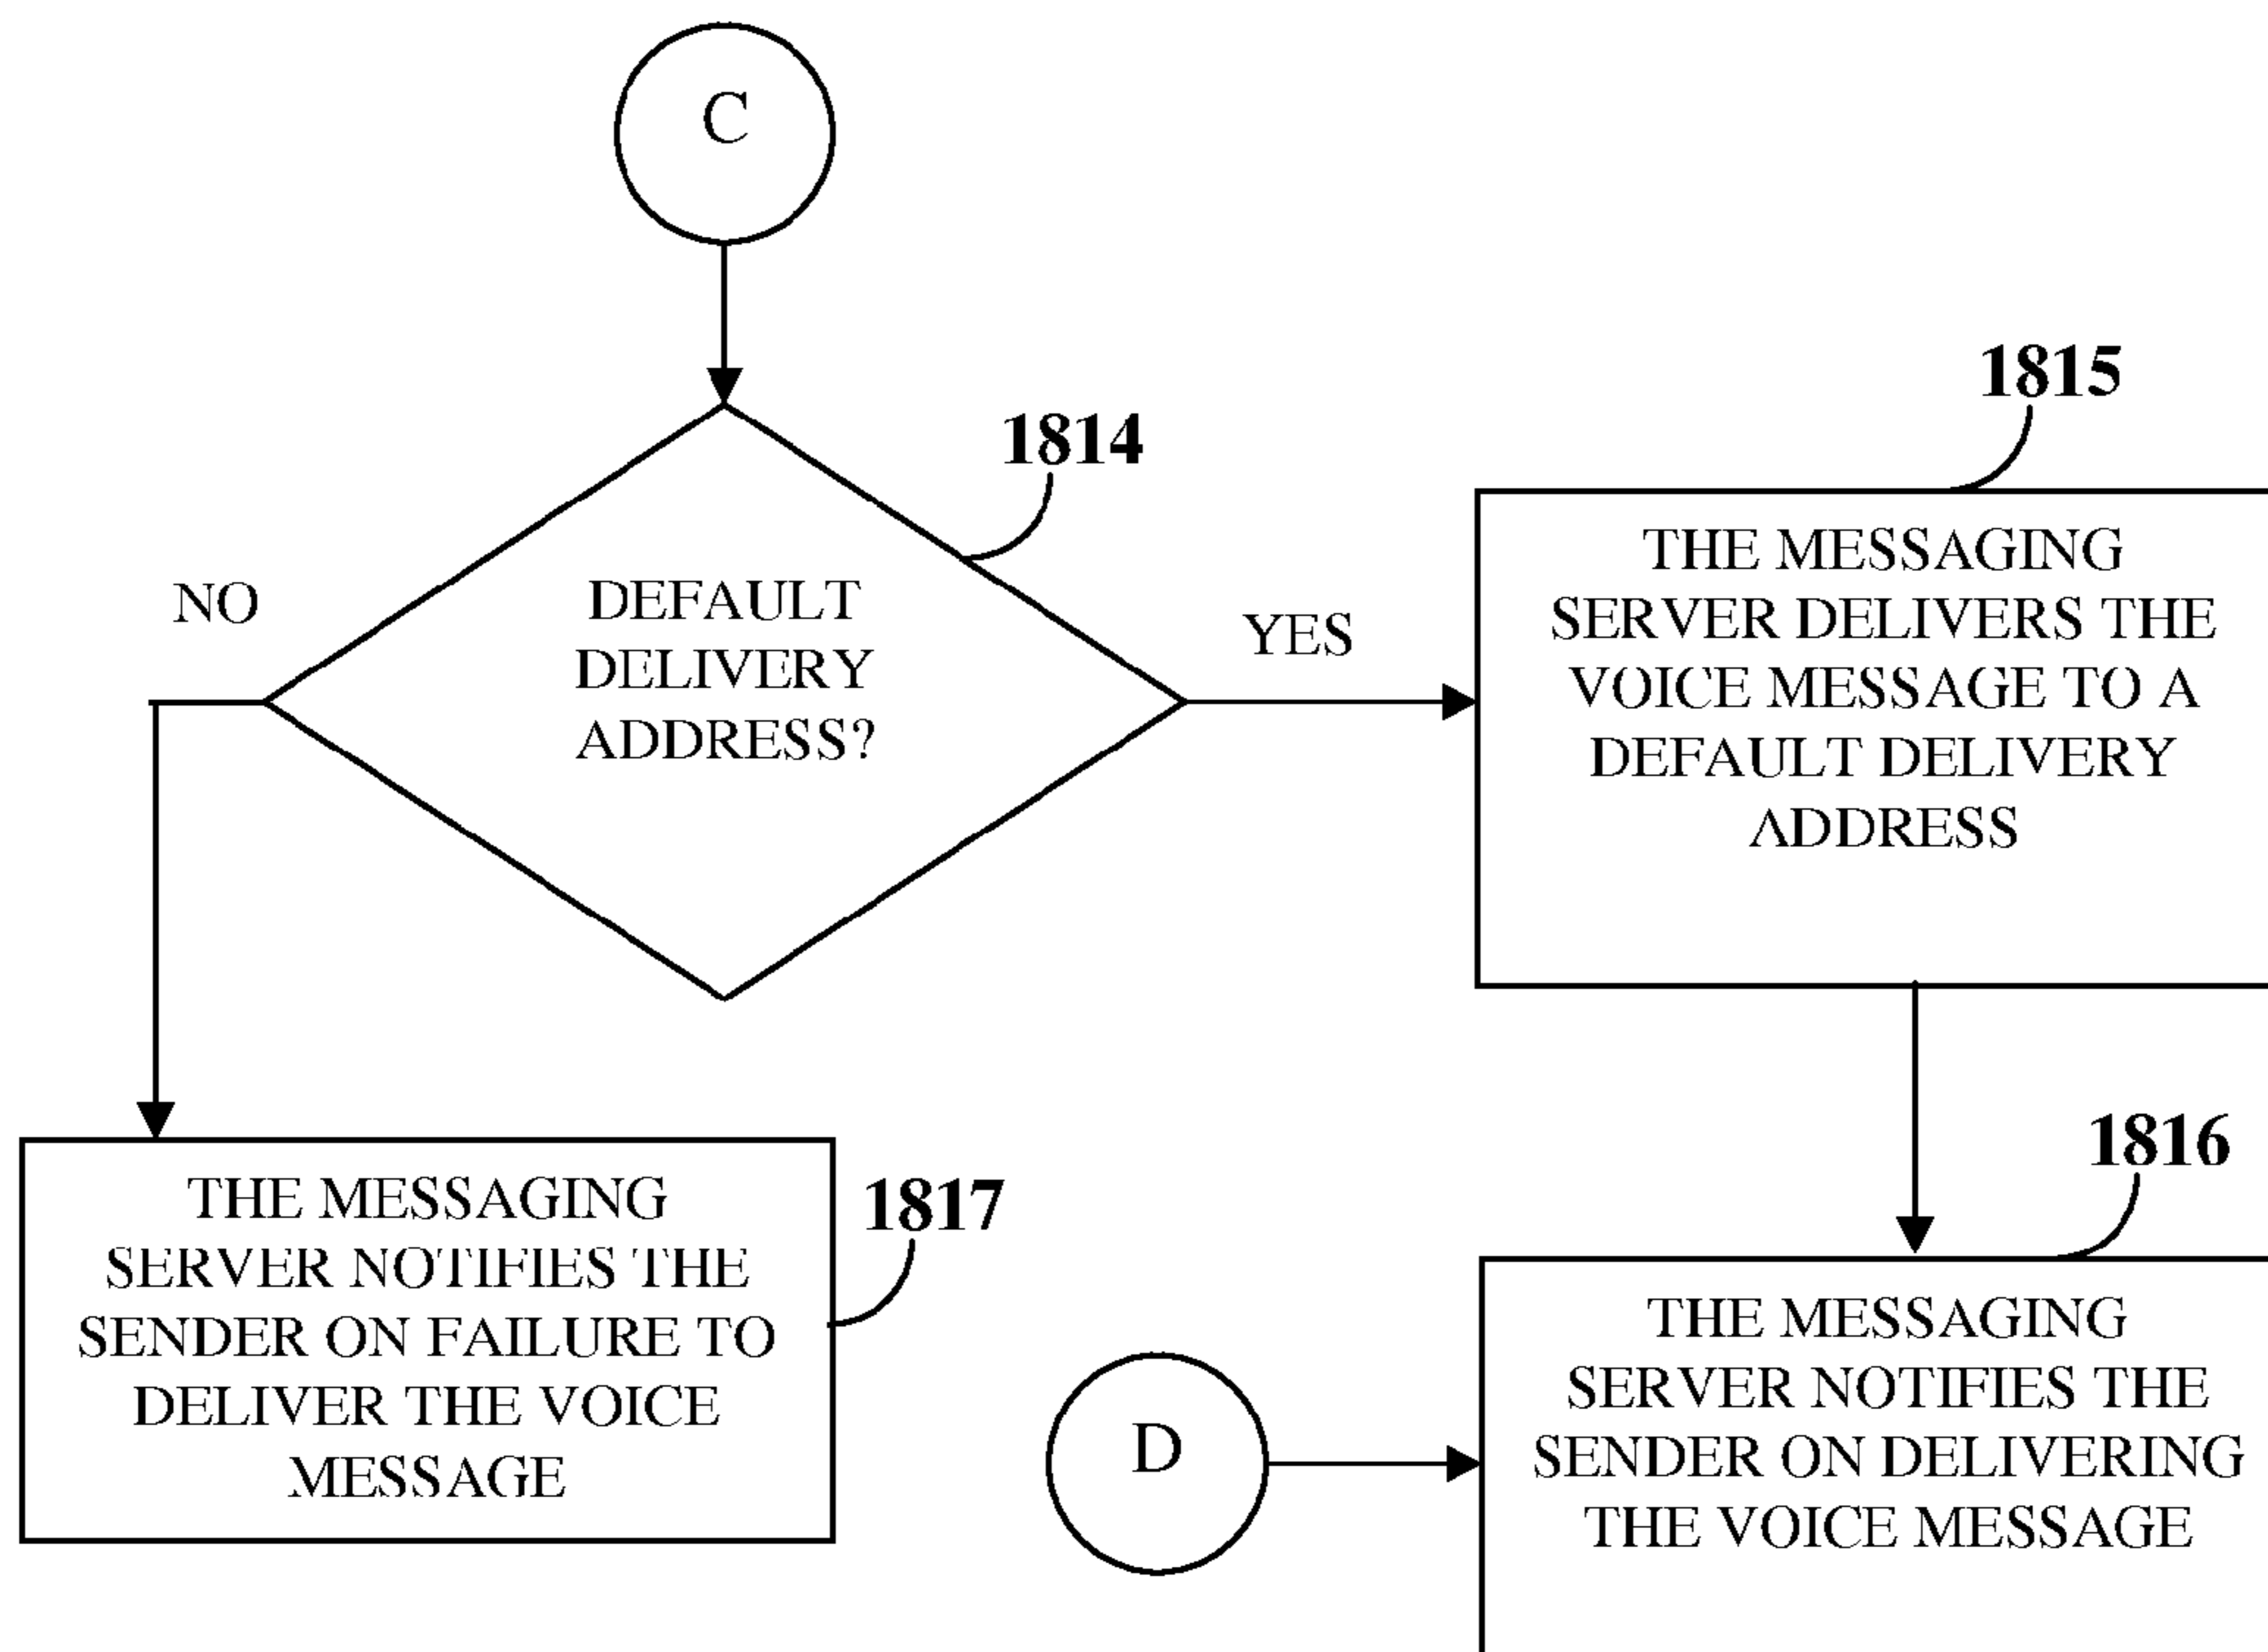 C
1814
NO
DEFAULT
DELIVERY
ADDRESS?
YES
1815
THE MESSAGING
SERVER DELIVERS THE
VOICE MESSAGE TO A
DEFAULT DELIVERY
ADDRESS
THE MESSAGING
SERVER NOTIFIES THE
SENDER ON FAILURE TO
DELIVER THE VOICE
MESSAGE
1817
D
1816
THE MESSAGING
SERVER NOTIFIES THE
SENDER ON DELIVERING
THE VOICE MESSAGE